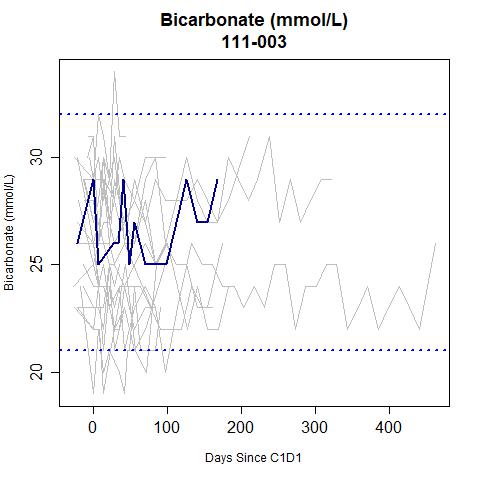 Bicarbonate (mmol/L)
111-003
Bicarbonate (mmol/L)
30
25
20
0 100 200 300 400
Days Since C1D1